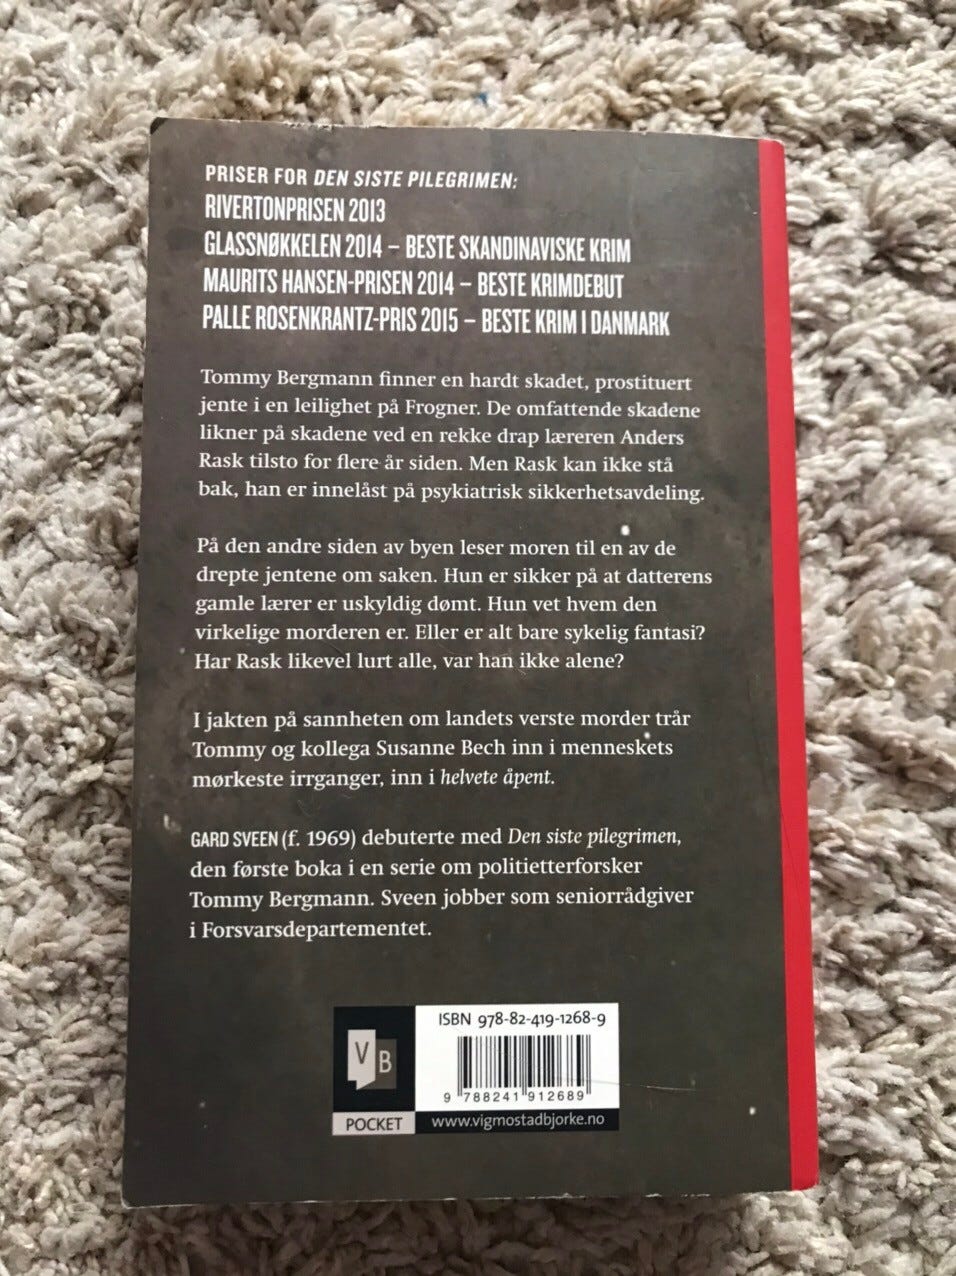 PRISER FOR DEN SISTE PILEGRIMEN:
RIVERTONPRISEN 2013
GLASSNØKKELEN 2014 – BESTE SKANDINAVISKE KRIM
MAURITS HANSEN-PRISEN 2014 – BESTE KRIMDEBUT
PALLE ROSENKRANTZ-PRIS 2015 – BESTE KRIM I DANMARK
Tommy Bergmann finner en hardt skadet, prostituert
jente i en leilighet på Frogner. De omfattende skadene
likner på skadene ved en rekke drap læreren Anders
Rask tilsto for flere år siden. Men Rask kan ikke stå
bak, han er innelåst på psykiatrisk sikkerhetsavdeling.
På den andre siden av byen leser moren til en av de
drepte jentene om saken. Hun er sikker på at datterens
gamle lærer er uskyldig dømt. Hun vet hvem den
virkelige morderen er. Eller er alt bare sykelig fantasi?
Har Rask likevel lurt alle, var han ikke alene?
I jakten på sannheten om landets verste morder trår
Tommy og kollega Susanne Bech inn i menneskets
mørkeste irrganger, inn i helvete åpent.
GARD SVEEN (f. 1969) debuterte med Den siste pilegrimen,
den første boka i en serie om politietterforsker
Tommy Bergmann. Sveen jobber som seniorrådgiver
i Forsvarsdepartementet.
ISBN 978-82-419-1268-9
V B
9 788241 912689
POCKET
www.vigmostadbjorke.no